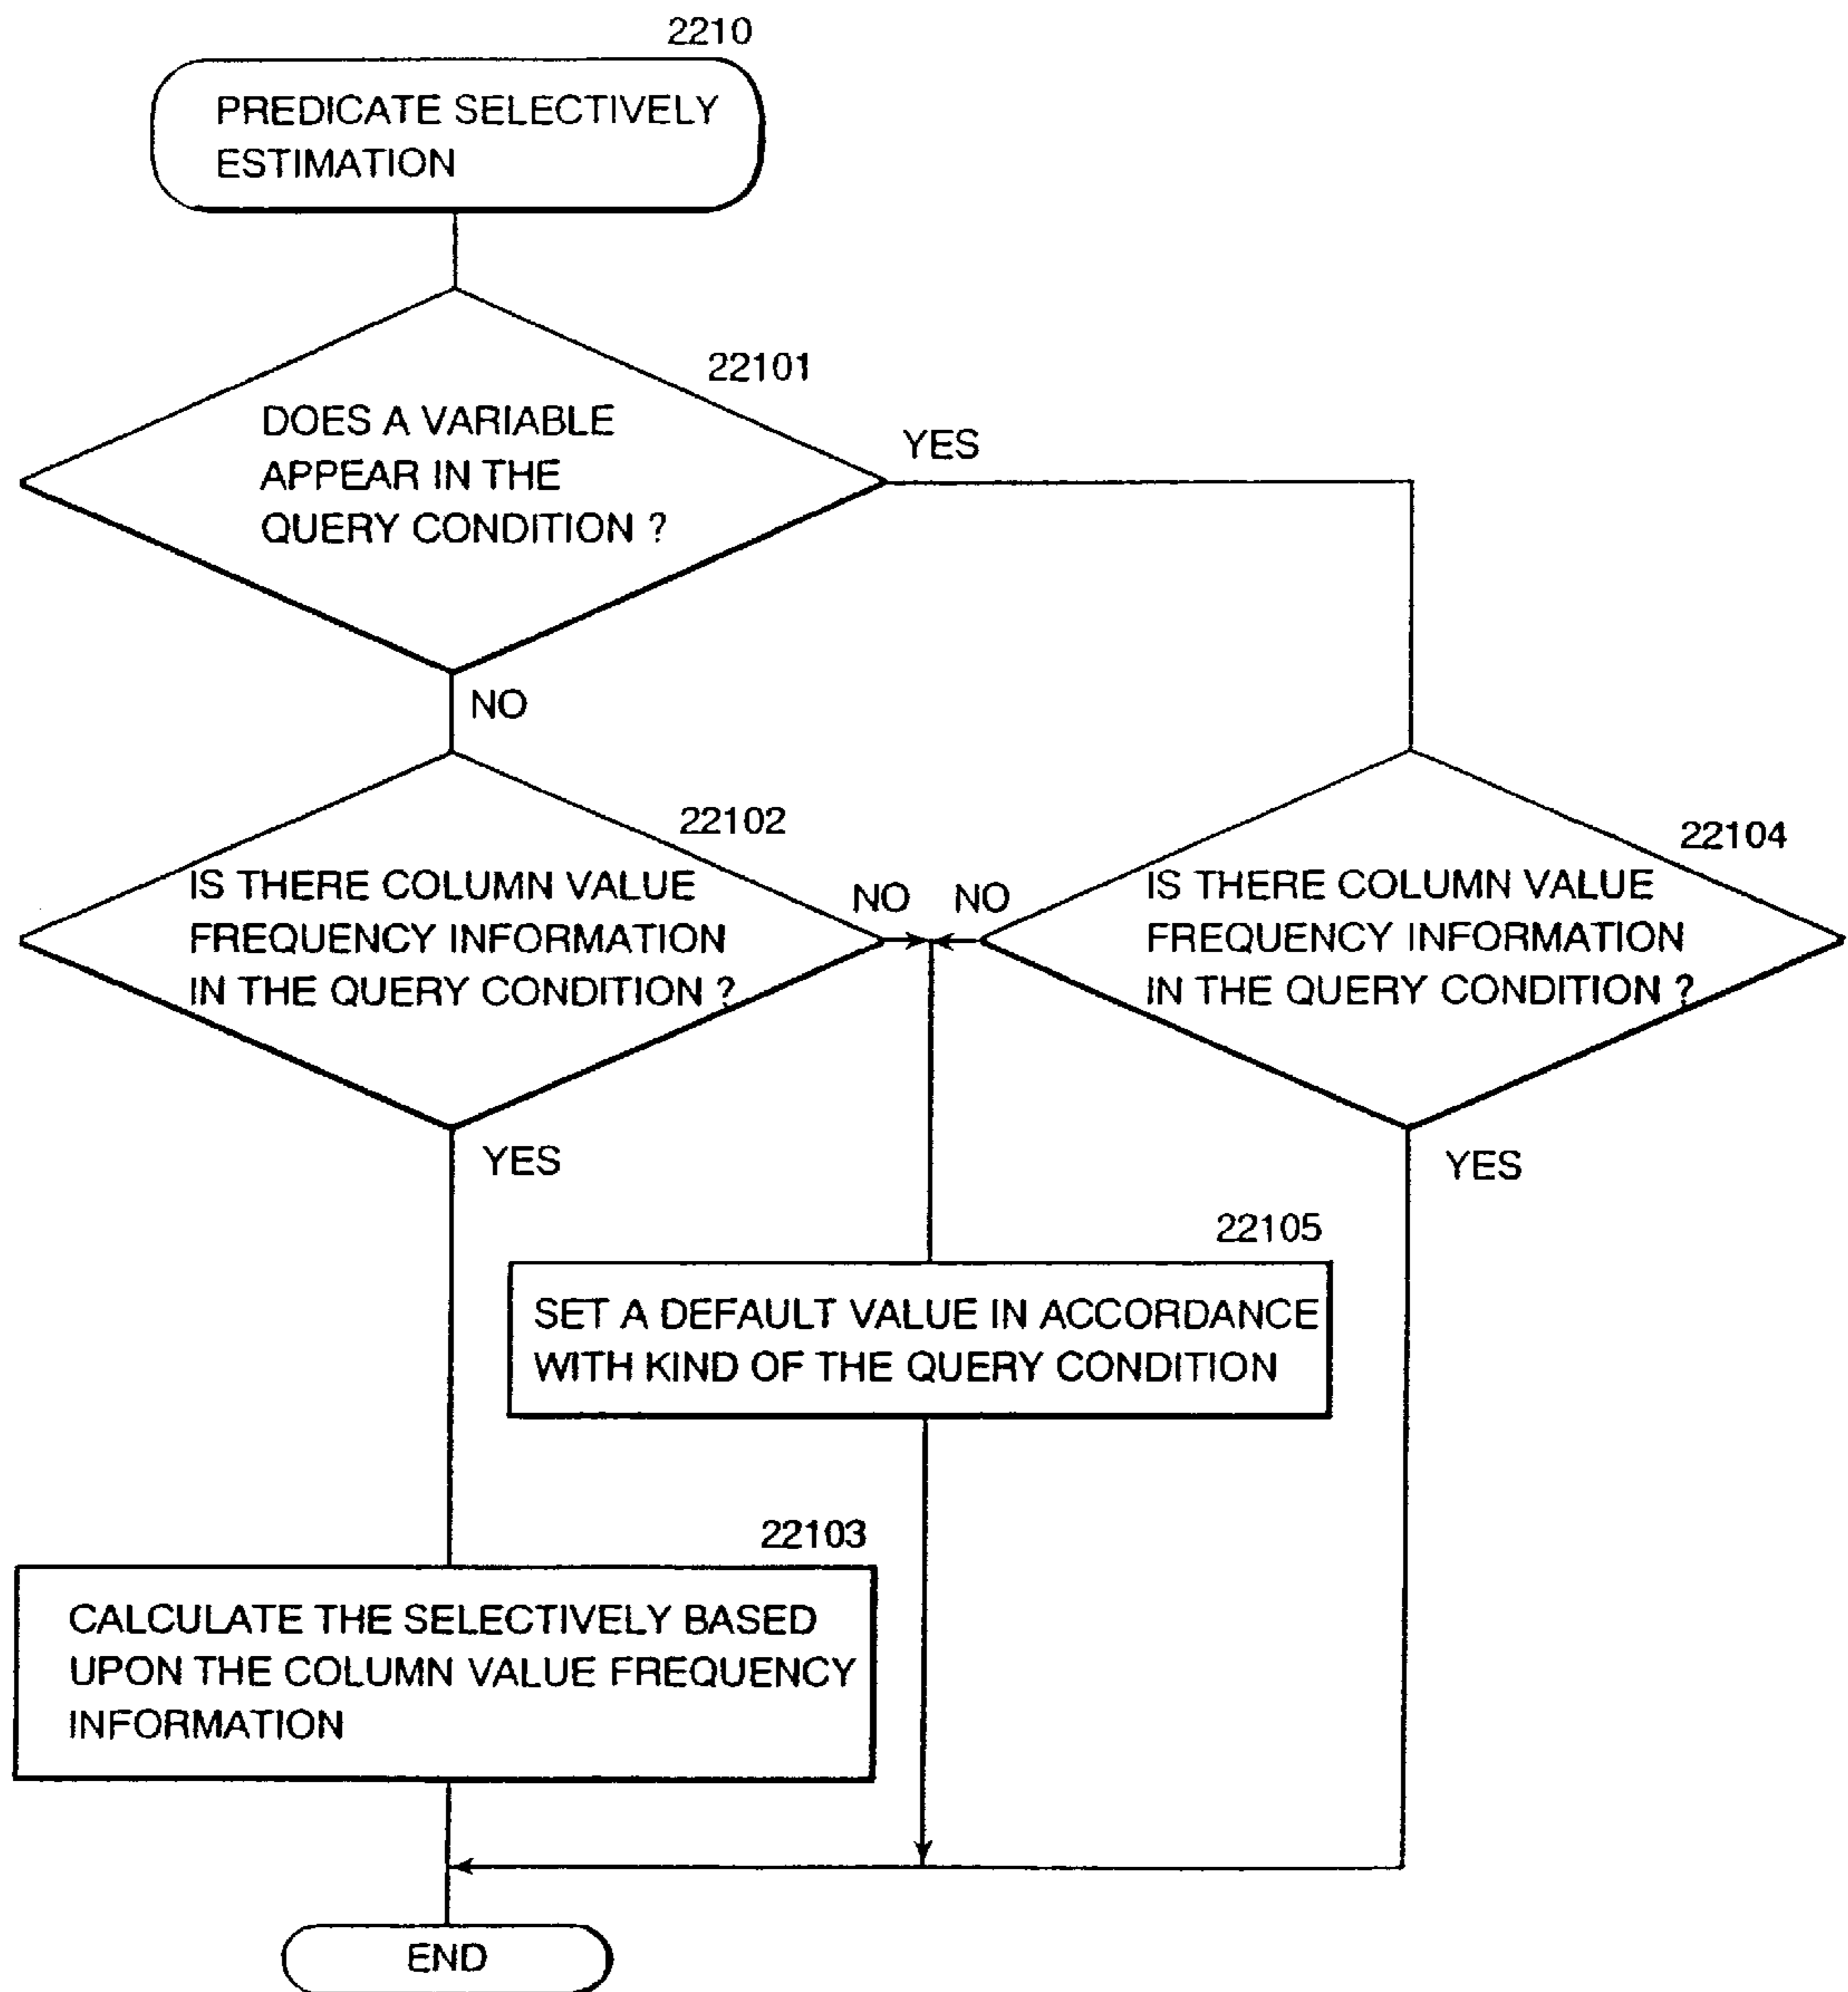 2210
PREDICATE SELECTIVELY
ESTIMATION
22101
DOES A VARIABLE
APPEAR IN THE
QUERY CONDITION ?
YES
NO
22102
IS THERE COLUMN VALUE
FREQUENCY INFORMATION
IN THE QUERY CONDITION ?
NO
NO
22104
IS THERE COLUMN VALUE
FREQUENCY INFORMATION
IN THE QUERY CONDITION ?
YES
YES
22105
SET A DEFAULT VALUE IN ACCORDANCE
WITH KIND OF THE QUERY CONDITION
22103
CALCULATE THE SELECTIVELY BASED
UPON THE COLUMN VALUE FREQUENCY
INFORMATION
END